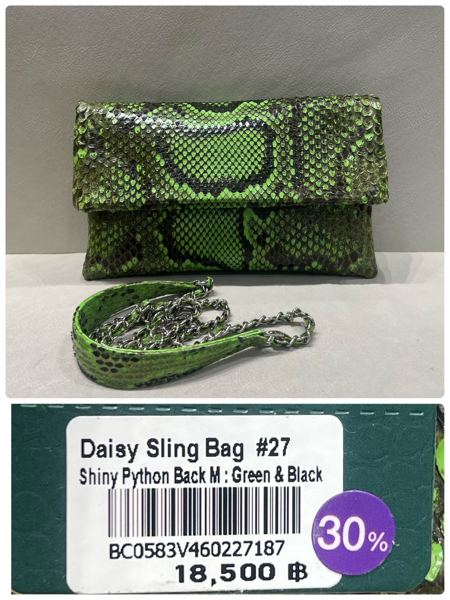 Daisy Sling Bag #27
Shiny Python Back M : Green & Black
BC0583V460227187
18,500 ฿
30%